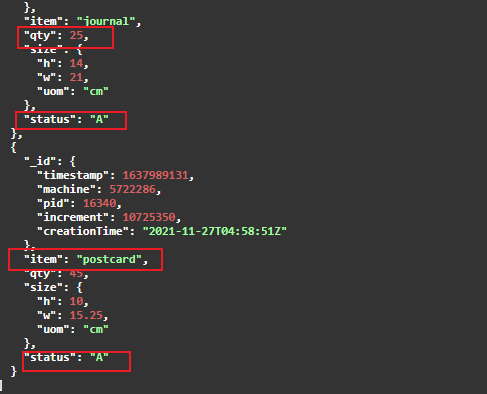 },
"item": "journal",
"qty": 25,
"size": {
"h": 14,
"w": 21,
"uom": "cm"
},
"status": "A"
},
{
"_id": {
"timestamp": 1637989131,
"machine": 5722286,
"pid": 16340,
"increment": 10725350,
"creationTime": "2021-11-27T04:58:51Z"
},
"item": "postcard",
"qty": 45,
"size": {
"h": 10,
"w": 15.25,
"uom": "cm"
},
"status": "A"
}